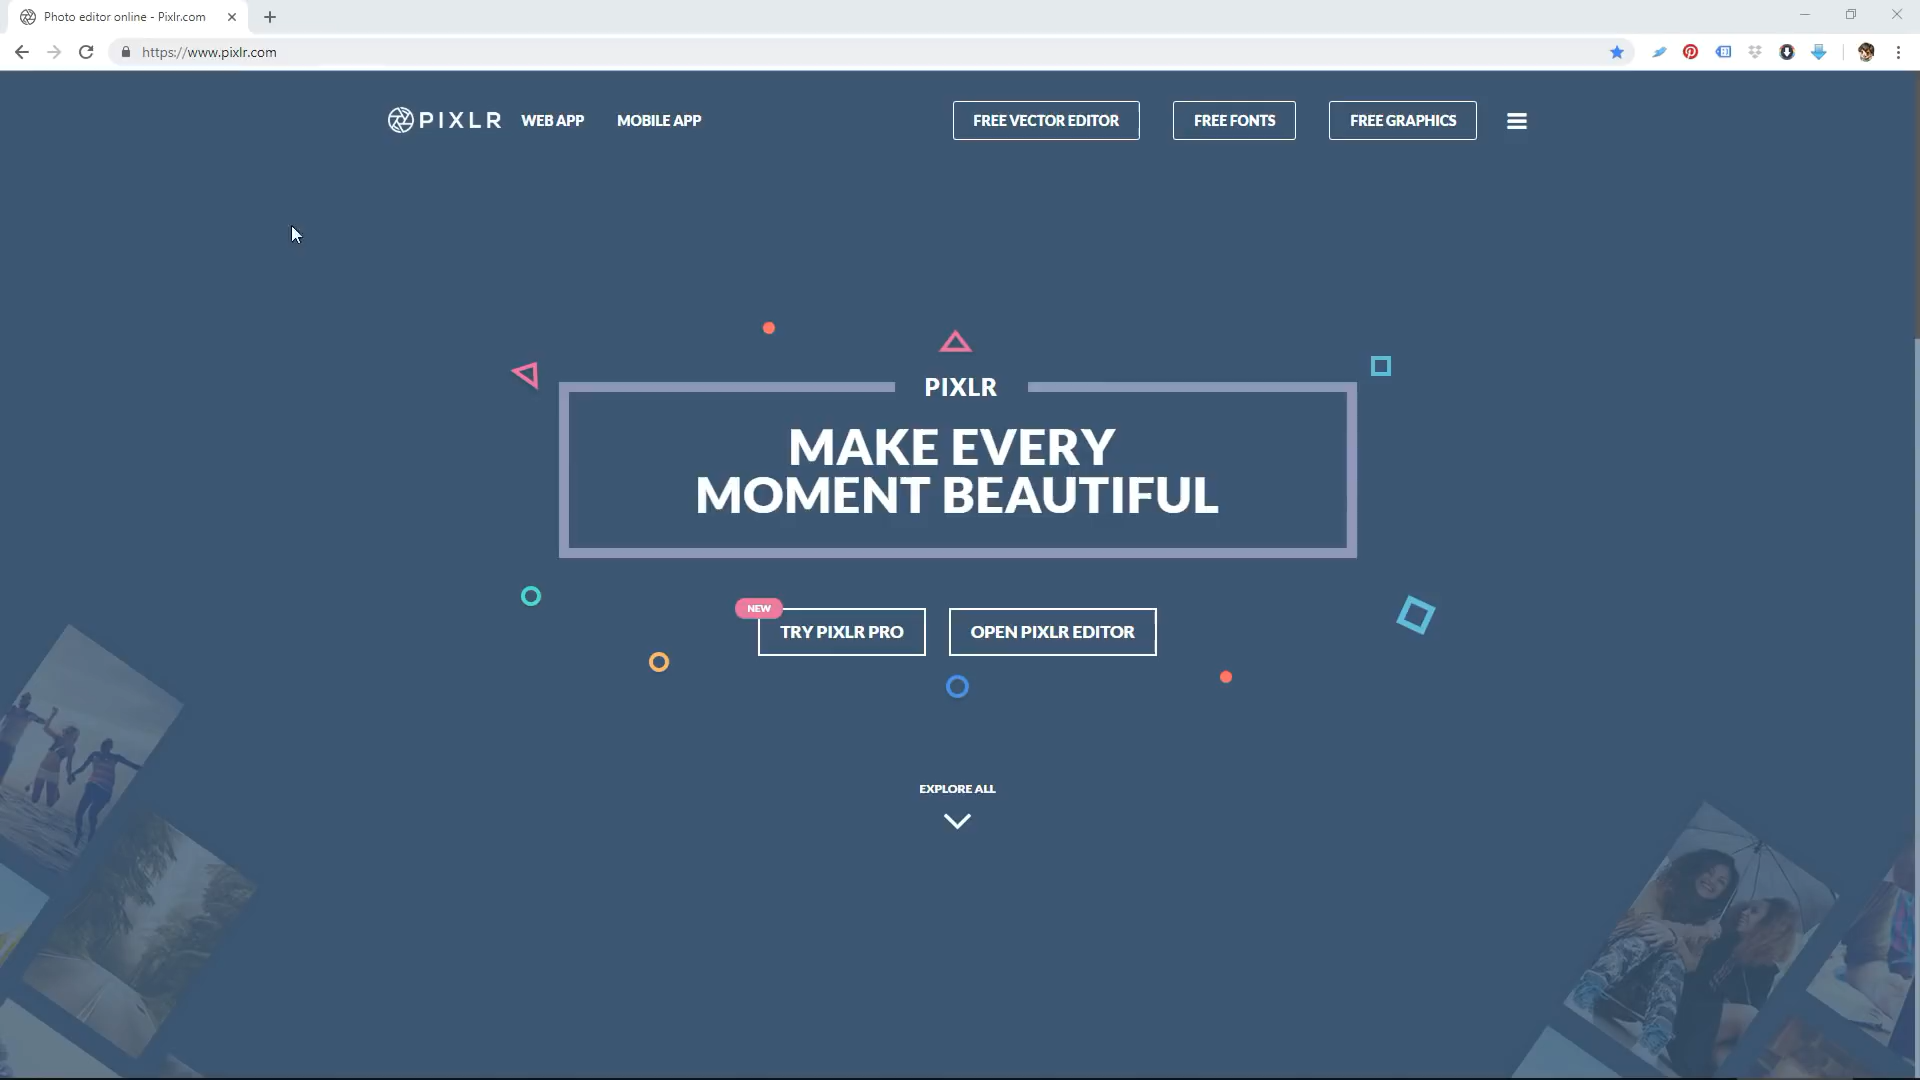 Photo editor online - Pixlr.com
https://www.pixlr.com
PIXLR
WEB APP
MOBILE APP
FREE VECTOR EDITOR
FREE FONTS
FREE GRAPHICS
PIXLR
MAKE EVERY
MOMENT BEAUTIFUL
NEW
TRY PIXLR PRO
OPEN PIXLR EDITOR
EXPLORE ALL